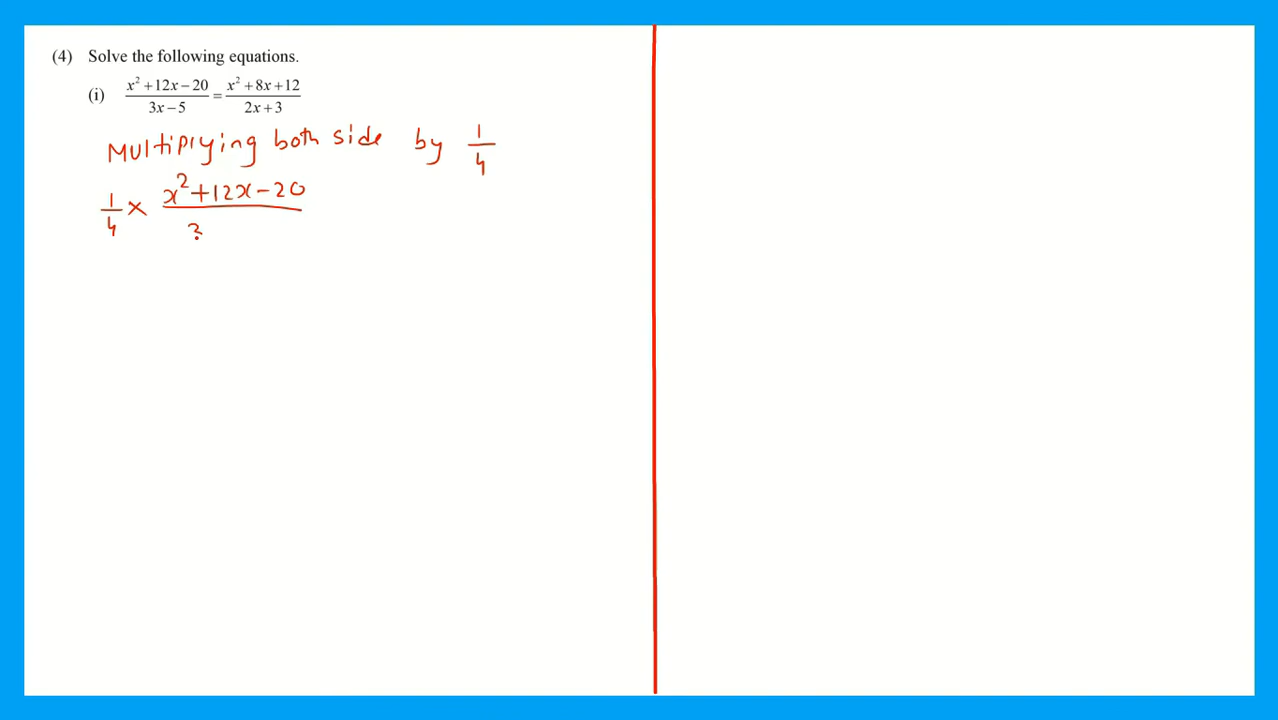 (4) Solve the following equations.
(i) x²+12x−20/3x−5 = x²+8x+12/2x+3
Multiplying both side by 1/4
1/4 × x²+12x−20/3